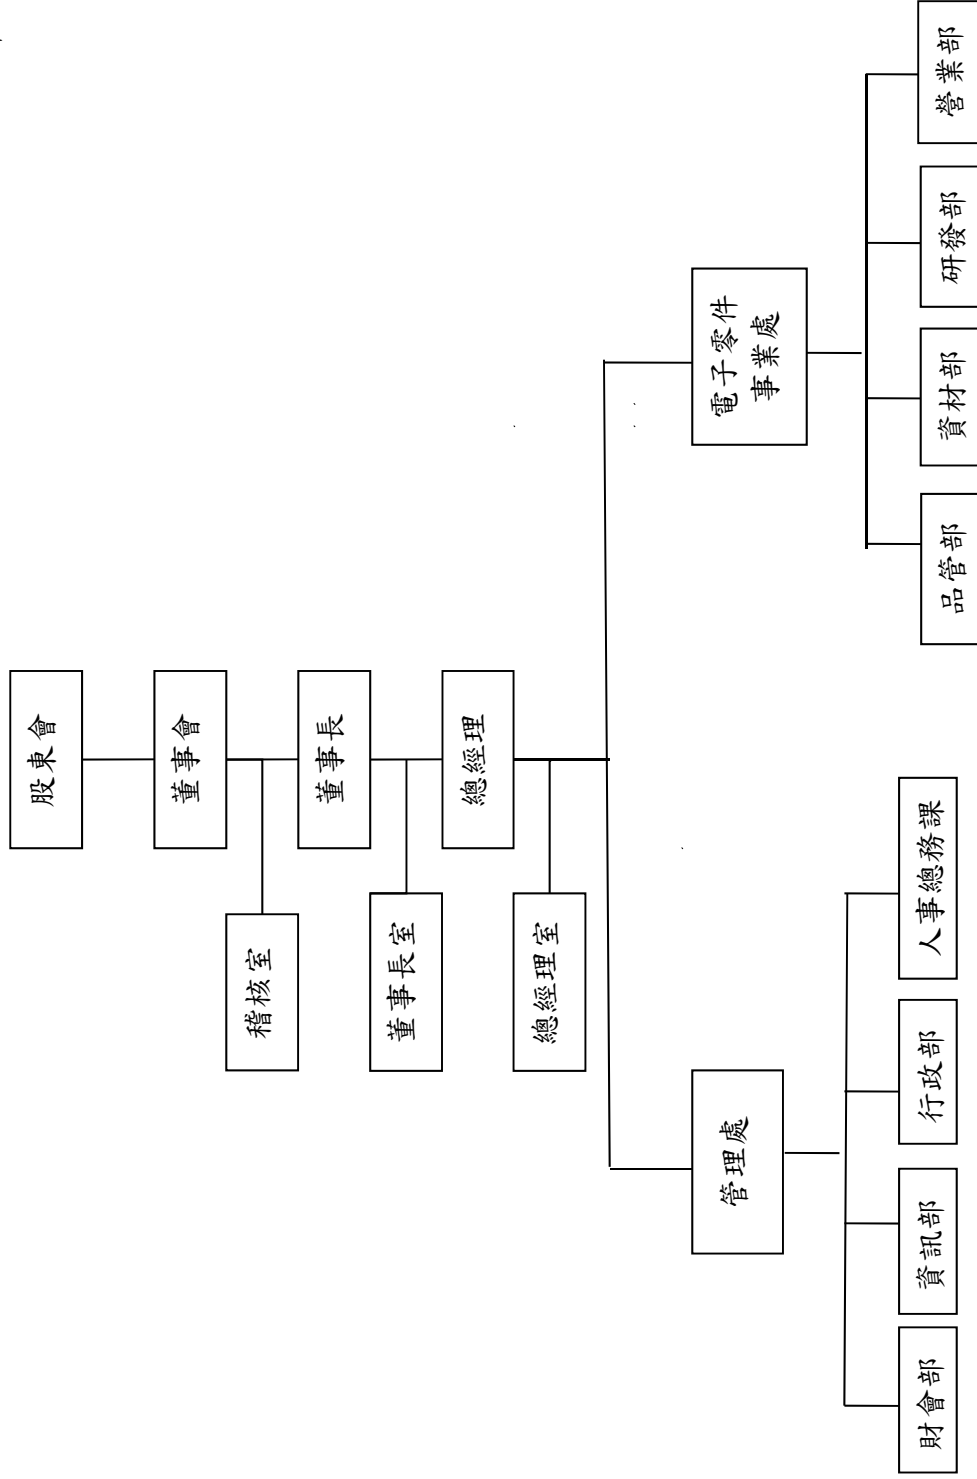 股東會
董事會
稽核室
董事長
董事長室
總經理
總經理室
管理處
電子零件
事業處
財會部
資訊部
行政部
人事總務課
品管部
資材部
研發部
營業部